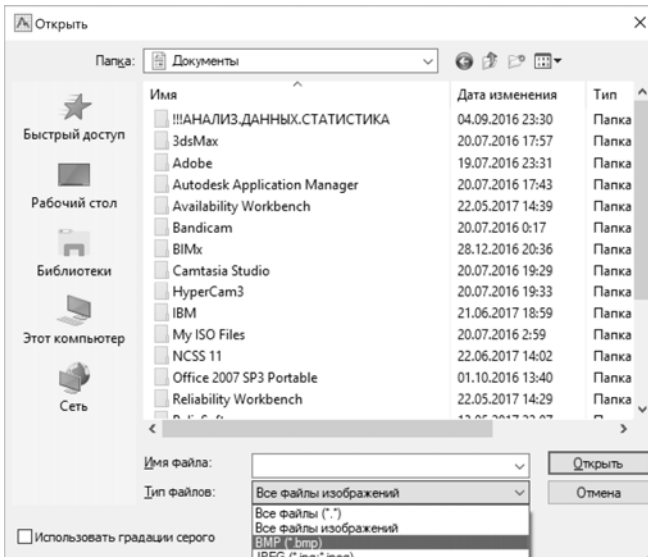 Открыть
Папка: Документы
Имя Дата изменения Тип
!!!АНАЛИЗ.ДАННЫХ.СТАТИСТИКА 04.09.2016 23:30 Папка
3dsMax 20.07.2016 17:57 Папка
Adobe 19.07.2016 23:31 Папка
Autodesk Application Manager 20.07.2016 17:43 Папка
Availability Workbench 22.05.2017 14:39 Папка
Bandicam 20.07.2016 0:17 Папка
BIMx 28.12.2016 20:36 Папка
Camtasia Studio 20.07.2016 19:29 Папка
HyperCam3 20.07.2016 19:33 Папка
IBM 21.06.2017 18:59 Папка
My ISO Files 20.07.2016 2:59 Папка
NCSS 11 22.06.2017 14:02 Папка
Office 2007 SP3 Portable 01.10.2016 13:40 Папка
Reliability Workbench 22.05.2017 14:29 Папка
Быстрый доступ
Рабочий стол
Библиотеки
Этот компьютер
Сеть
Имя файла: Открыть
Тип файлов: Все файлы изображений Отмена
Все файлы (*.*)
Все файлы изображений
BMP (*.bmp)
JPEG (*.jpg;*.jpeg)
Использовать градации серого